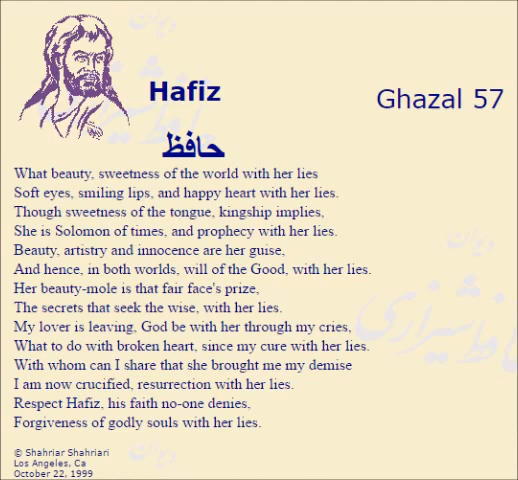 Hafiz
Ghazal 57
حافظ
What beauty, sweetness of the world with her lies
Soft eyes, smiling lips, and happy heart with her lies.
Though sweetness of the tongue, kingship implies,
She is Solomon of times, and prophecy with her lies.
Beauty, artistry and innocence are her guise,
And hence, in both worlds, will of the Good, with her lies.
Her beauty-mole is that fair face's prize,
The secrets that seek the wise, with her lies.
My lover is leaving, God be with her through my cries,
What to do with broken heart, since my cure with her lies.
With whom can I share that she brought me my demise
I am now crucified, resurrection with her lies.
Respect Hafiz, his faith no-one denies,
Forgiveness of godly souls with her lies.
© Shahriar Shahriari
Los Angeles, Ca
October 22, 1999
دیوان
حافظ شیرازی